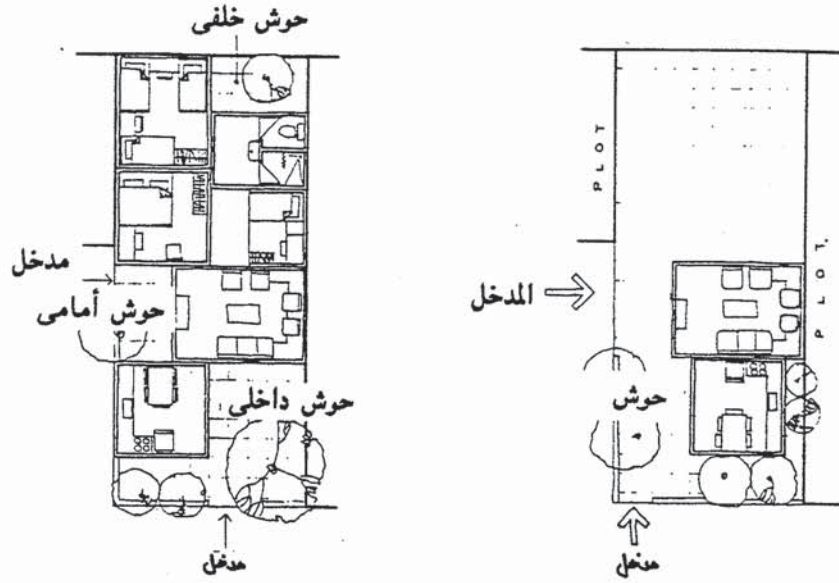 حوش خلفى
مدخل
حوش أمامى
حوش داخلى
مدخل
PLOT
PLOT
المدخل
حوش
مدخل